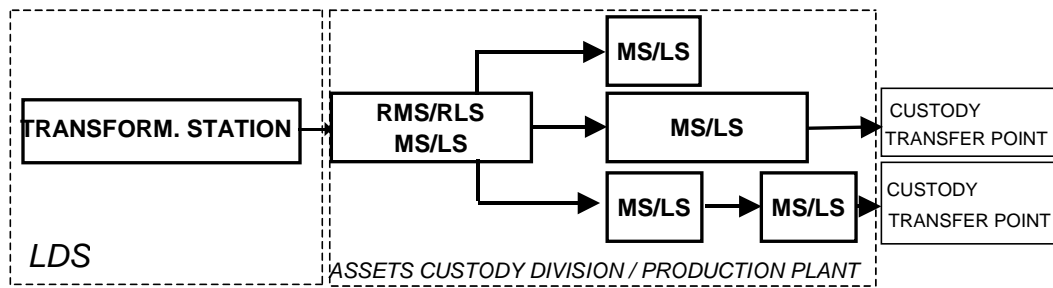 MS/LS
TRANSFORM. STATION
RMS/RLS
MS/LS
MS/LS
CUSTODY
TRANSFER POINT
MS/LS
MS/LS
CUSTODY
TRANSFER POINT
LDS
ASSETS CUSTODY DIVISION / PRODUCTION PLANT